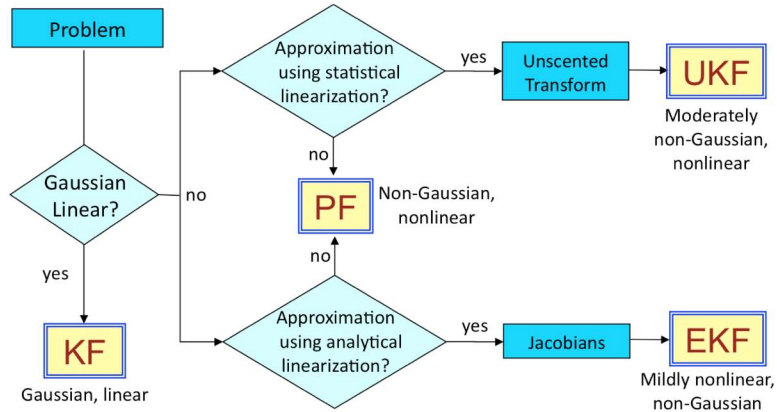 Problem
Approximation
using statistical
linearization?
yes
Unscented
Transform
UKF
Moderately
non-Gaussian,
nonlinear
no
Gaussian
Linear?
no
PF
Non-Gaussian,
nonlinear
no
yes
KF
Gaussian, linear
Approximation
using analytical
linearization?
yes
Jacobians
EKF
Mildly nonlinear,
non-Gaussian